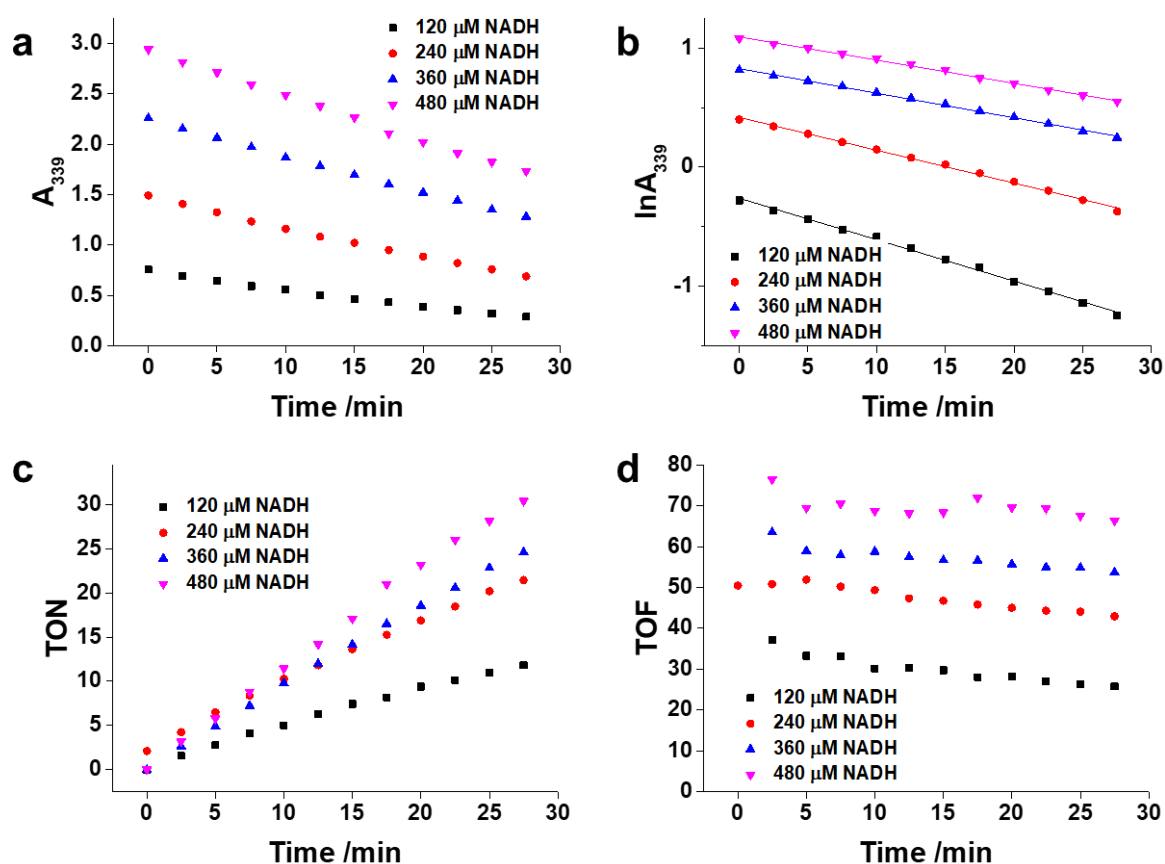 a
3.0
2.5
2.0
1.5
1.0
0.5
0.0
A339
120 μM NADH
240 μM NADH
360 μM NADH
480 μM NADH
0 5 10 15 20 25 30
Time /min
b
1
0
-1
lnA339
120 μM NADH
240 μM NADH
360 μM NADH
480 μM NADH
0 5 10 15 20 25 30
Time /min
c
30
25
20
15
10
5
0
TON
120 μM NADH
240 μM NADH
360 μM NADH
480 μM NADH
0 5 10 15 20 25 30
Time /min
d
80
70
60
50
40
30
20
10
0
TOF
120 μM NADH
240 μM NADH
360 μM NADH
480 μM NADH
0 5 10 15 20 25 30
Time /min